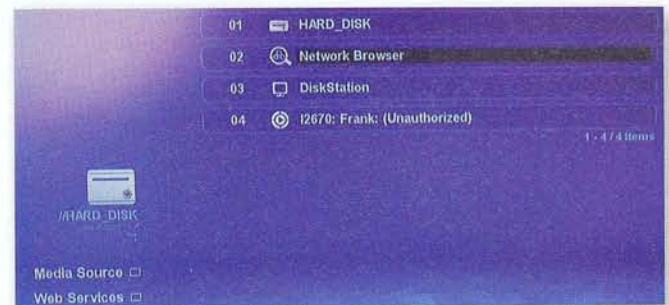 01 HARD_DISK
02 Network Browser
03 DiskStation
04 I2670: Frank: (Unauthorized)
1 - 4 / 4 items
//HARD_DISK
Media Source
Web Services